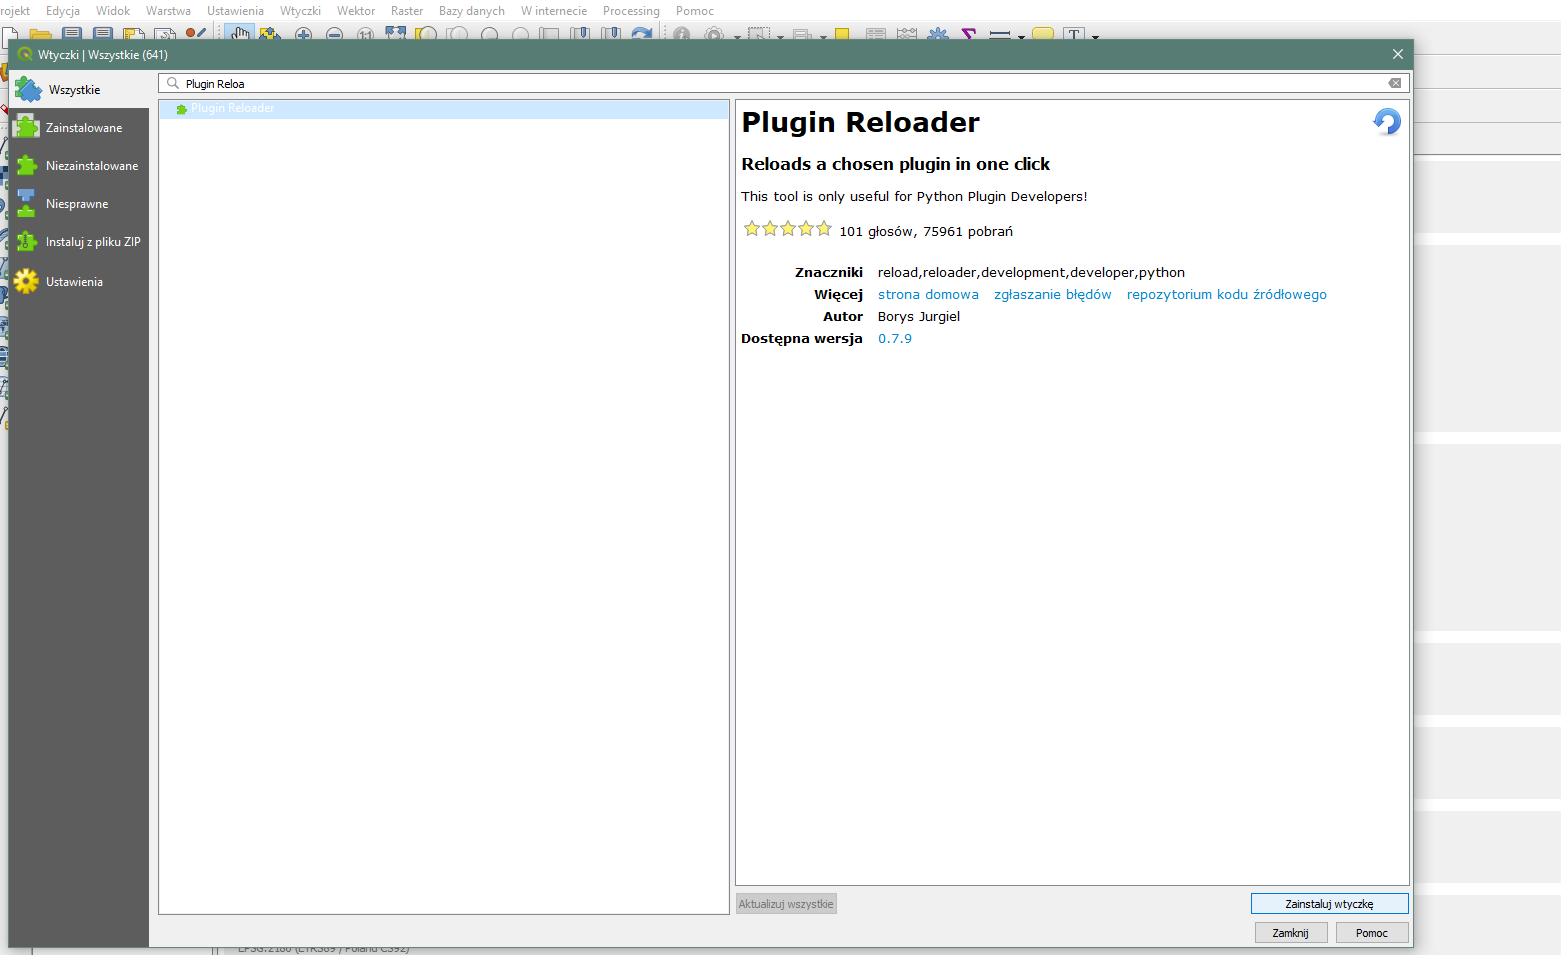 rojekt Edycja Widok Warstwa Ustawienia Wtyczki Wektor Raster Bazy danych W internecie Processing Pomoc
Wtyczki | Wszystkie (641)
Wszystkie
Zainstalowane
Niezainstalowane
Niesprawne
Instaluj z pliku ZIP
Ustawienia
Plugin Reloa
Plugin Reloader
Plugin Reloader
Reloads a chosen plugin in one click
This tool is only useful for Python Plugin Developers!
101 głosów, 75961 pobrań
Znaczniki reload,reloader,development,developer,python
Więcej strona domowa zgłaszanie błędów repozytorium kodu źródłowego
Autor Borys Jurgiel
Dostępna wersja 0.7.9
Aktualizuj wszystkie
Zainstaluj wtyczkę
Zamknij Pomoc
EPSG:2180 (ETRS89 / Poland CS92)